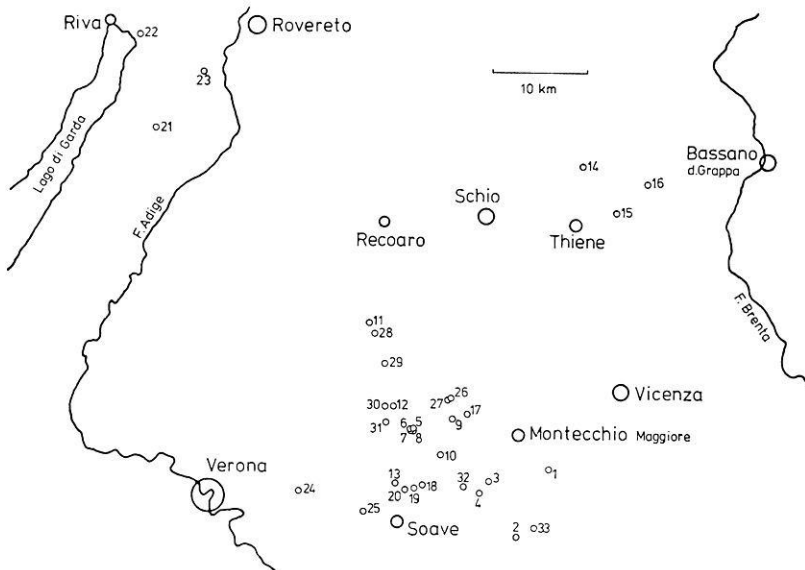 Riva
22
Rovereto
23
10 km
Lago di Garda
21
F. Adige
14
Bassano
d. Grappa
16
Schio
15
Recoaro
Thiene
F. Brenta
11
28
29
26
27
Vicenza
30
12
17
31
6
5
9
7
8
Montecchio Maggiore
10
Verona
13
18
32
3
1
24
20
19
4
25
Soave
2
33